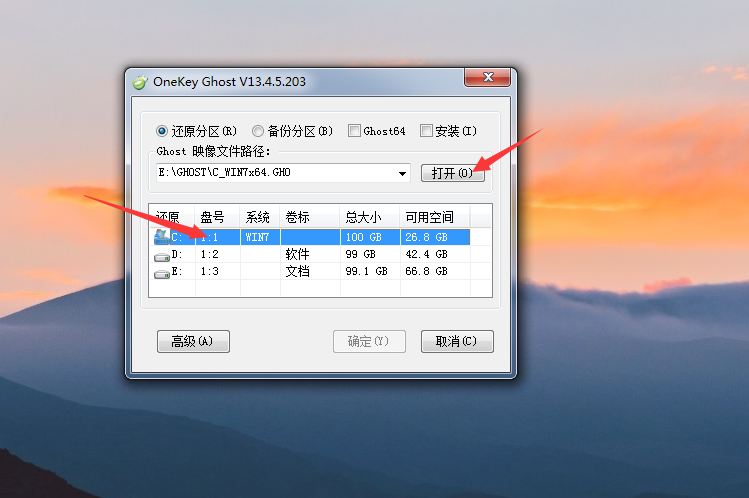 OneKey Ghost V13.4.5.203
还原分区(R) 备份分区(B) Ghost64 安装(I)
Ghost 映像文件路径:
E:\GHOST\C_WIN7x64.GHO 打开(O)
还原 盘号 系统 卷标 总大小 可用空间
C: 1:1 WIN7 100 GB 26.8 GB
D: 1:2 软件 99 GB 42.4 GB
E: 1:3 文档 99.1 GB 66.8 GB
高级(A) 确定(Y) 取消(C)